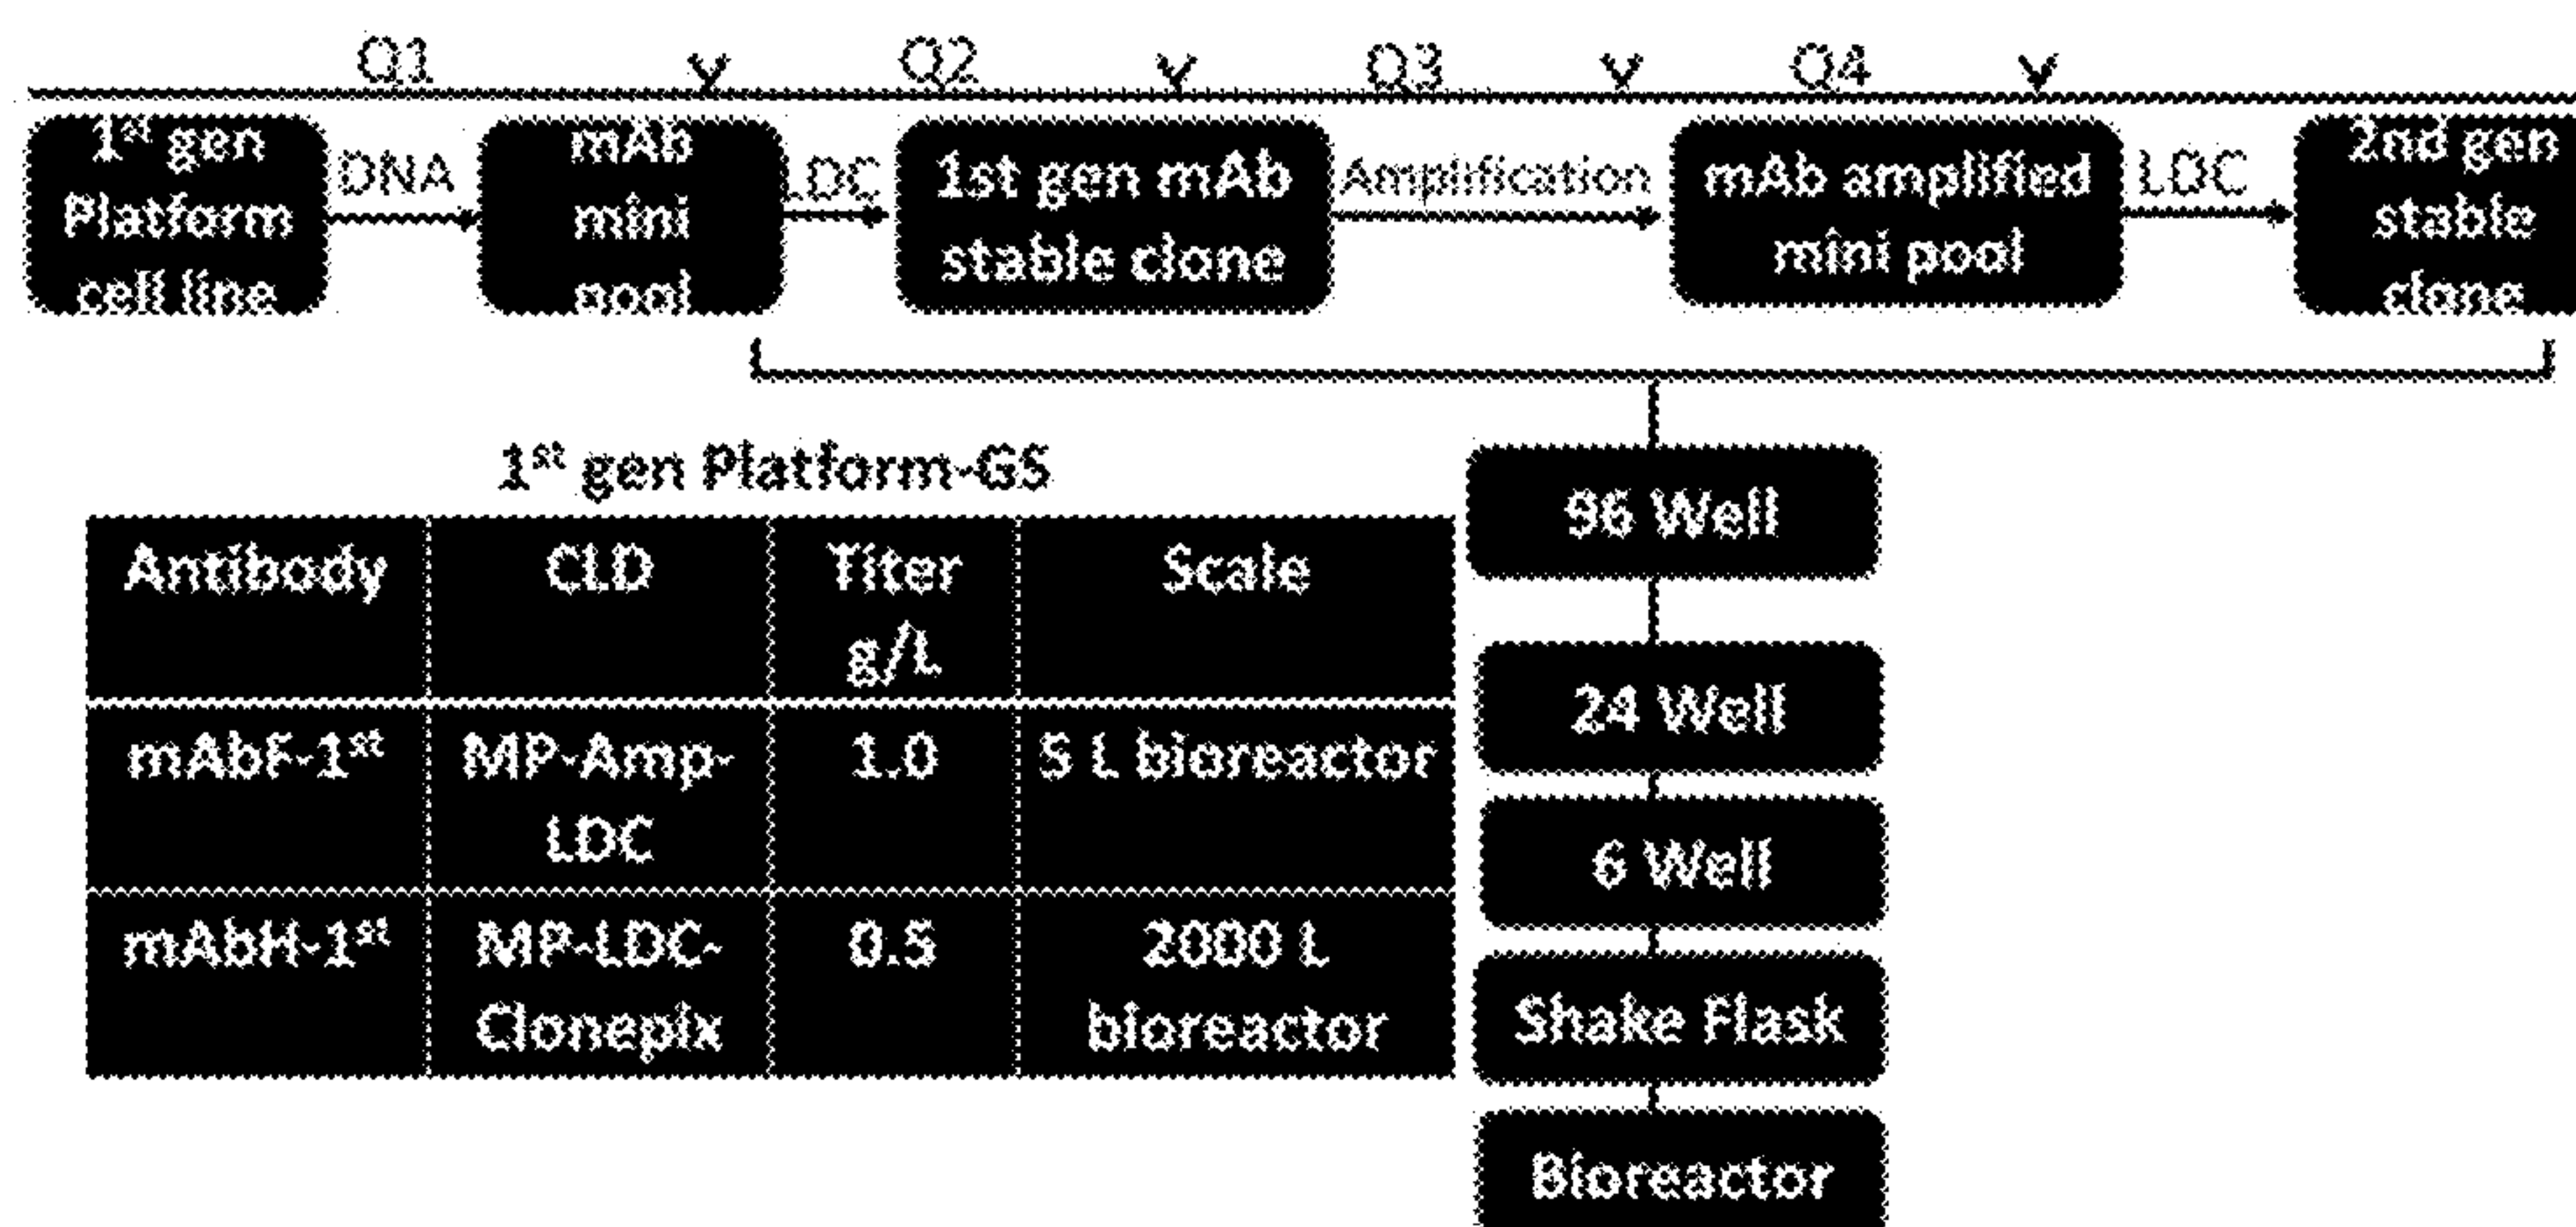 Q1 Q2 Q3 Q4
1st gen
Platform
cell line
DNA
mAb
mini
pool
LDC
1st gen mAb
stable clone
Amplification
mAb amplified
mini pool
LDC
2nd gen
stable
clone
1st gen Platform-GS
Antibody CLD Titer Scale
g/L
mAbF-1st MP-Amp- 1.0 5 L bioreactor
LDC
mAbH-1st MP-LDC- 0.5 2000 L
Clonepix bioreactor
96 Well
24 Well
6 Well
Shake Flask
Bioreactor